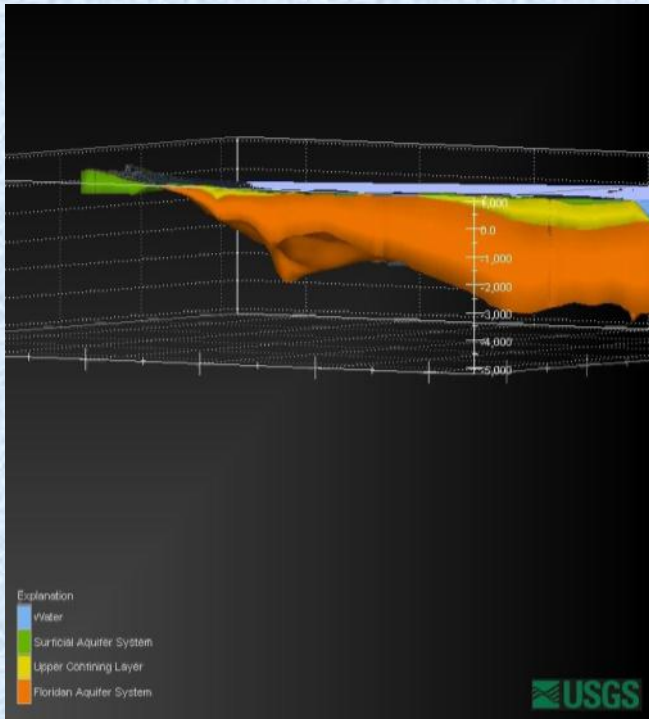 1,000
0.0
-1,000
-2,000
-3,000
-4,000
-5,000
Explanation
Water
Surficial Aquifer System
Upper Confining Layer
Floridan Aquifer System
USGS